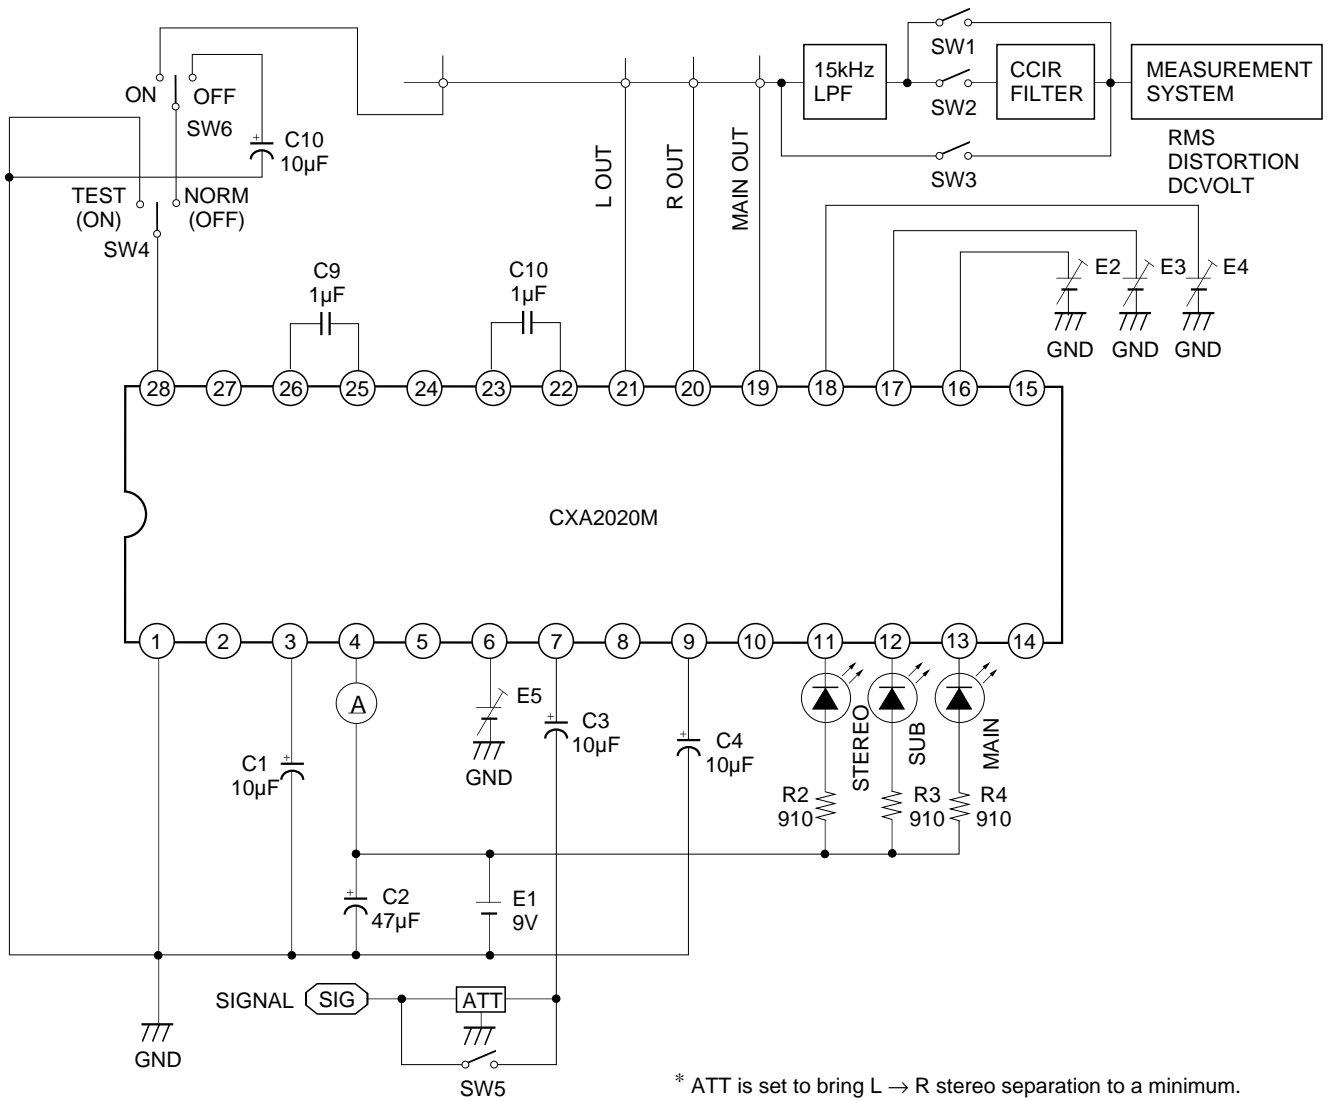 ON
OFF
SW6
C10
10µF
+
TEST
(ON)
NORM
(OFF)
SW4
L OUT
R OUT
MAIN OUT
15kHz
LPF
SW1
SW2
SW3
CCIR
FILTER
MEASUREMENT
SYSTEM
RMS
DISTORTION
DCVOLT
C9
1µF
C10
1µF
E2
E3
E4
GND
GND
GND
28 27 26 25 24 23 22 21 20 19 18 17 16 15
CXA2020M
1 2 3 4 5 6 7 8 9 10 11 12 13 14
A
E5
GND
+
C1
10µF
+
C3
10µF
+
C4
10µF
STEREO
SUB
MAIN
R2
910
R3
910
R4
910
+
C2
47µF
E1
9V
SIGNAL
SIG
ATT
SW5
GND
* ATT is set to bring L → R stereo separation to a minimum.